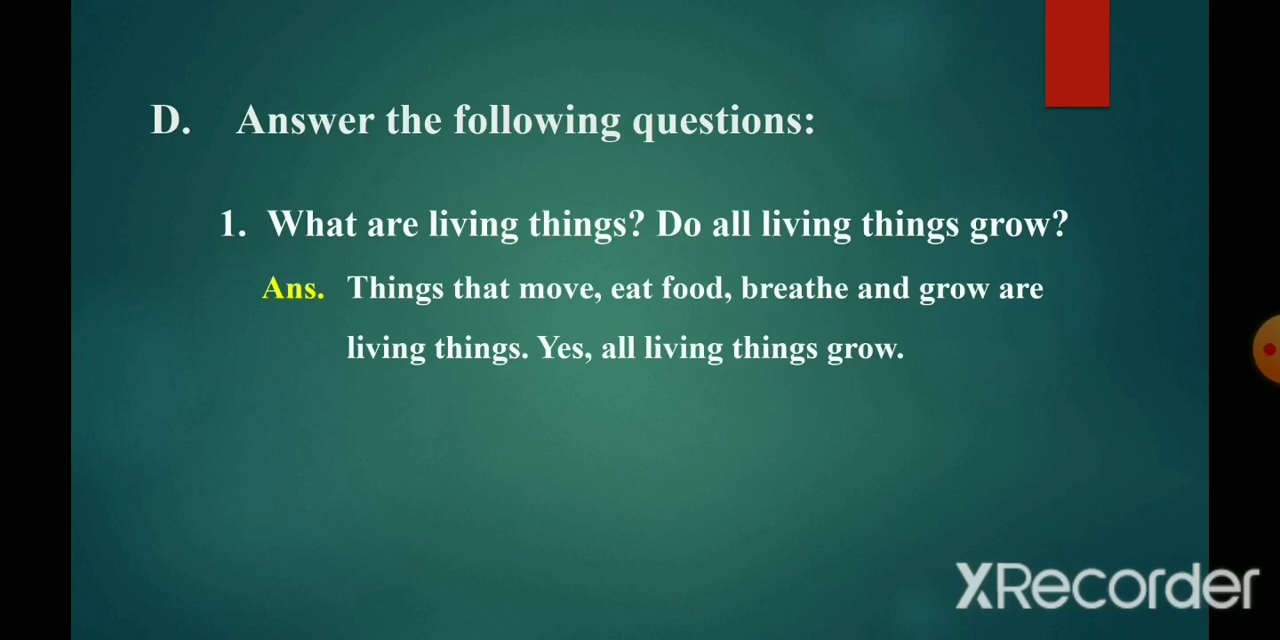 D. Answer the following questions:
1. What are living things? Do all living things grow?
Ans. Things that move, eat food, breathe and grow are
living things. Yes, all living things grow.
XRecorder